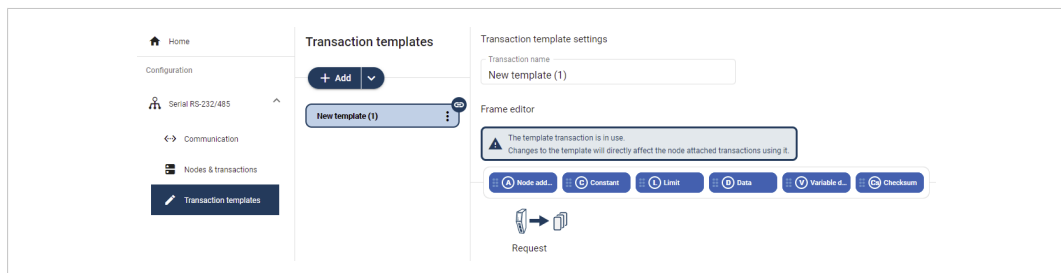 Home
Configuration
Serial RS-232/485
Communication
Nodes & transactions
Transaction templates
Transaction templates
+ Add
New template (1)
Transaction template settings
Transaction name
New template (1)
Frame editor
The template transaction is in use.
Changes to the template will directly affect the node attached transactions using it.
A Node add...
C Constant
L Limit
D Data
V Variable d...
Cs Checksum
Request